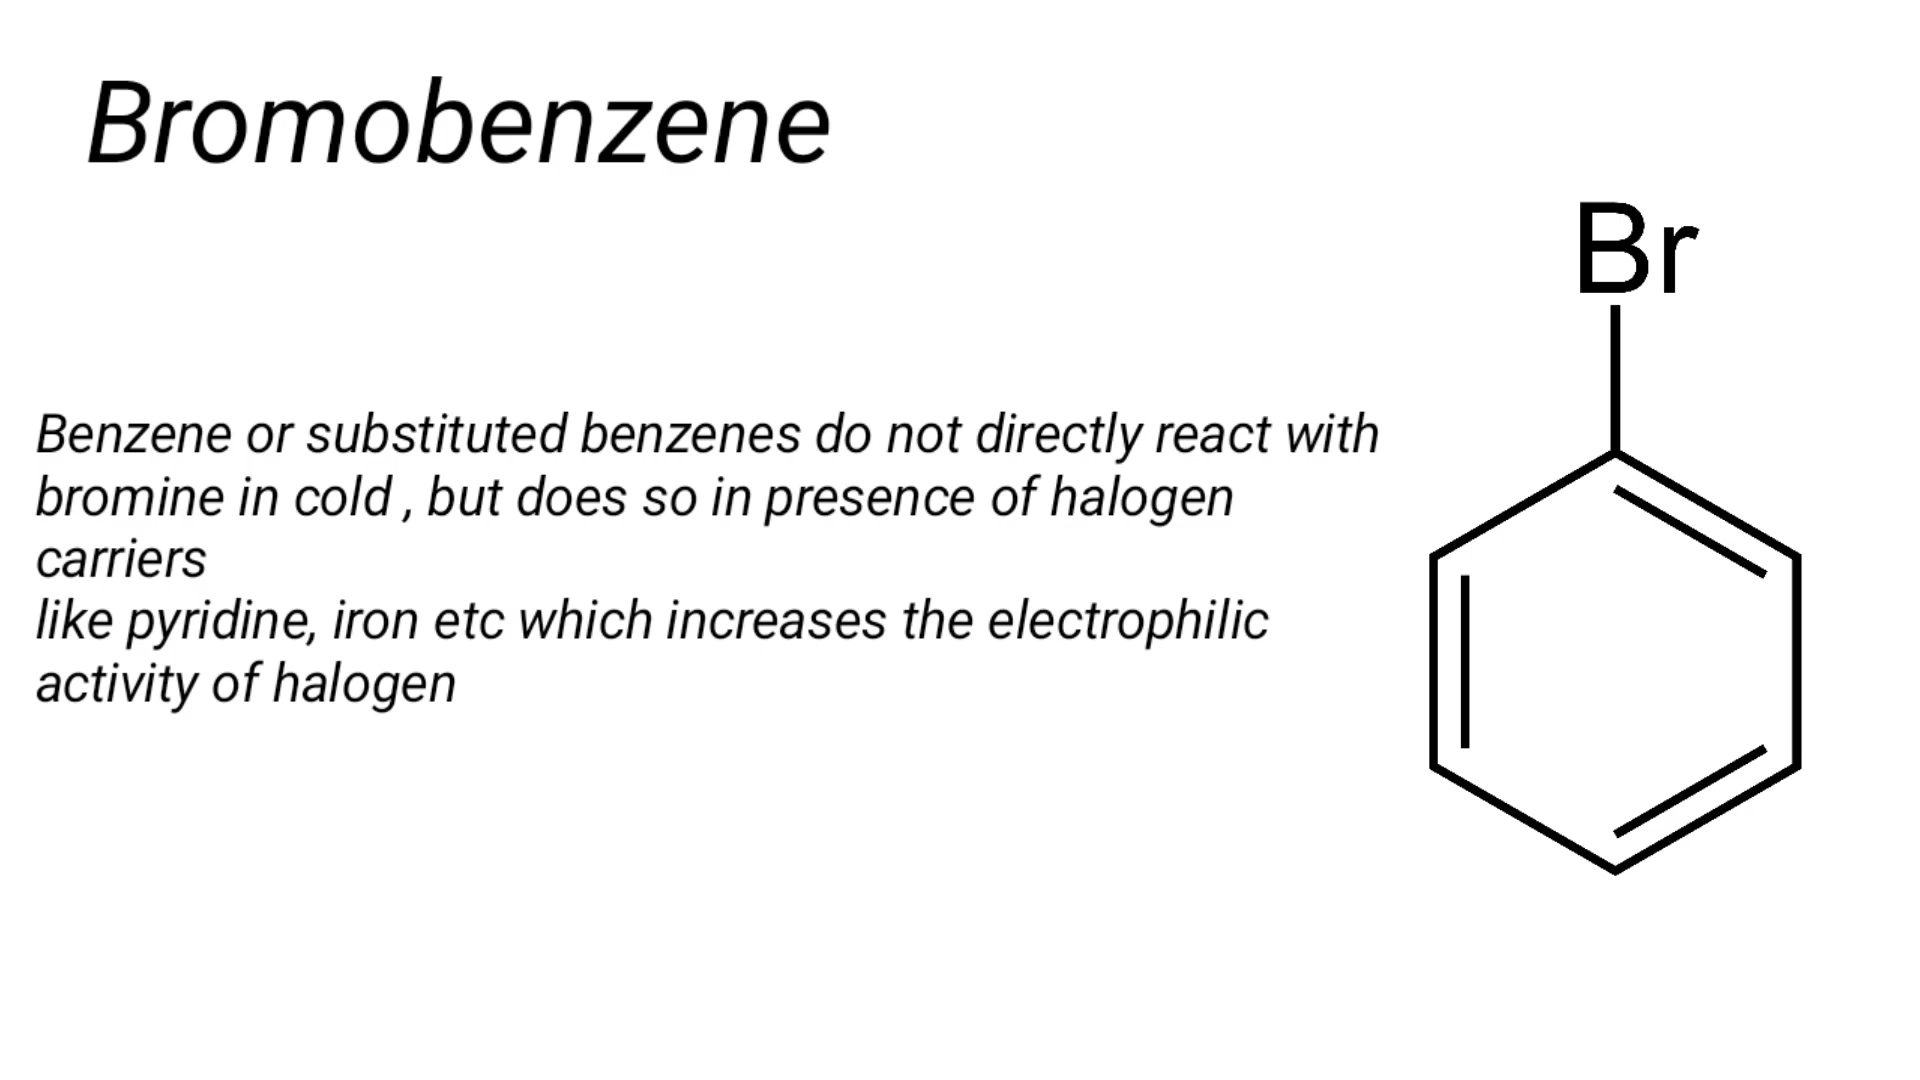 Bromobenzene
Br
Benzene or substituted benzenes do not directly react with
bromine in cold , but does so in presence of halogen
carriers
like pyridine, iron etc which increases the electrophilic
activity of halogen